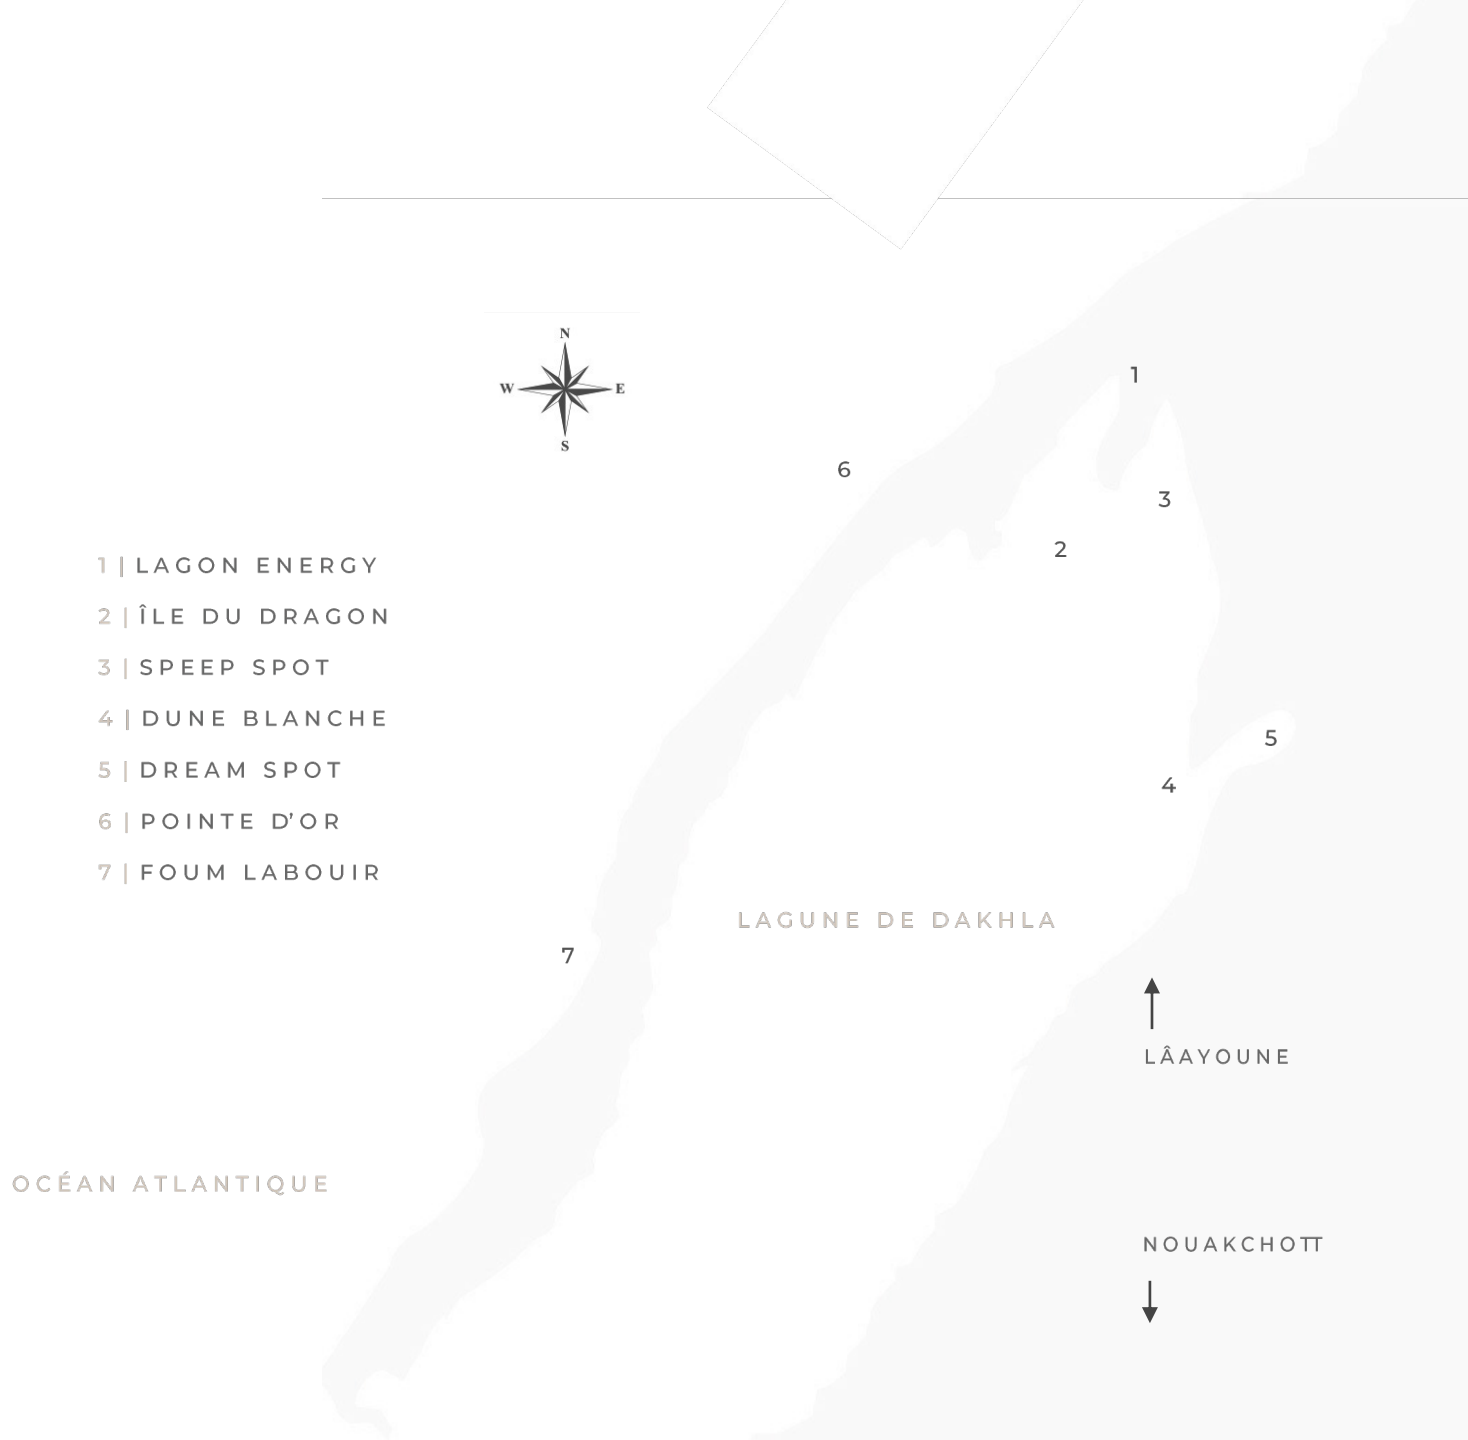 N
W E
S
1
6
3
2
1 | LAGON ENERGY
2 | ÎLE DU DRAGON
3 | SPEEP SPOT
4 | DUNE BLANCHE
5 | DREAM SPOT
6 | POINTE D’OR
7 | FOUM LABOUIR
5
4
LAGUNE DE DAKHLA
7
LÂAYOUNE
OCÉAN ATLANTIQUE
NOUAKCHOTT